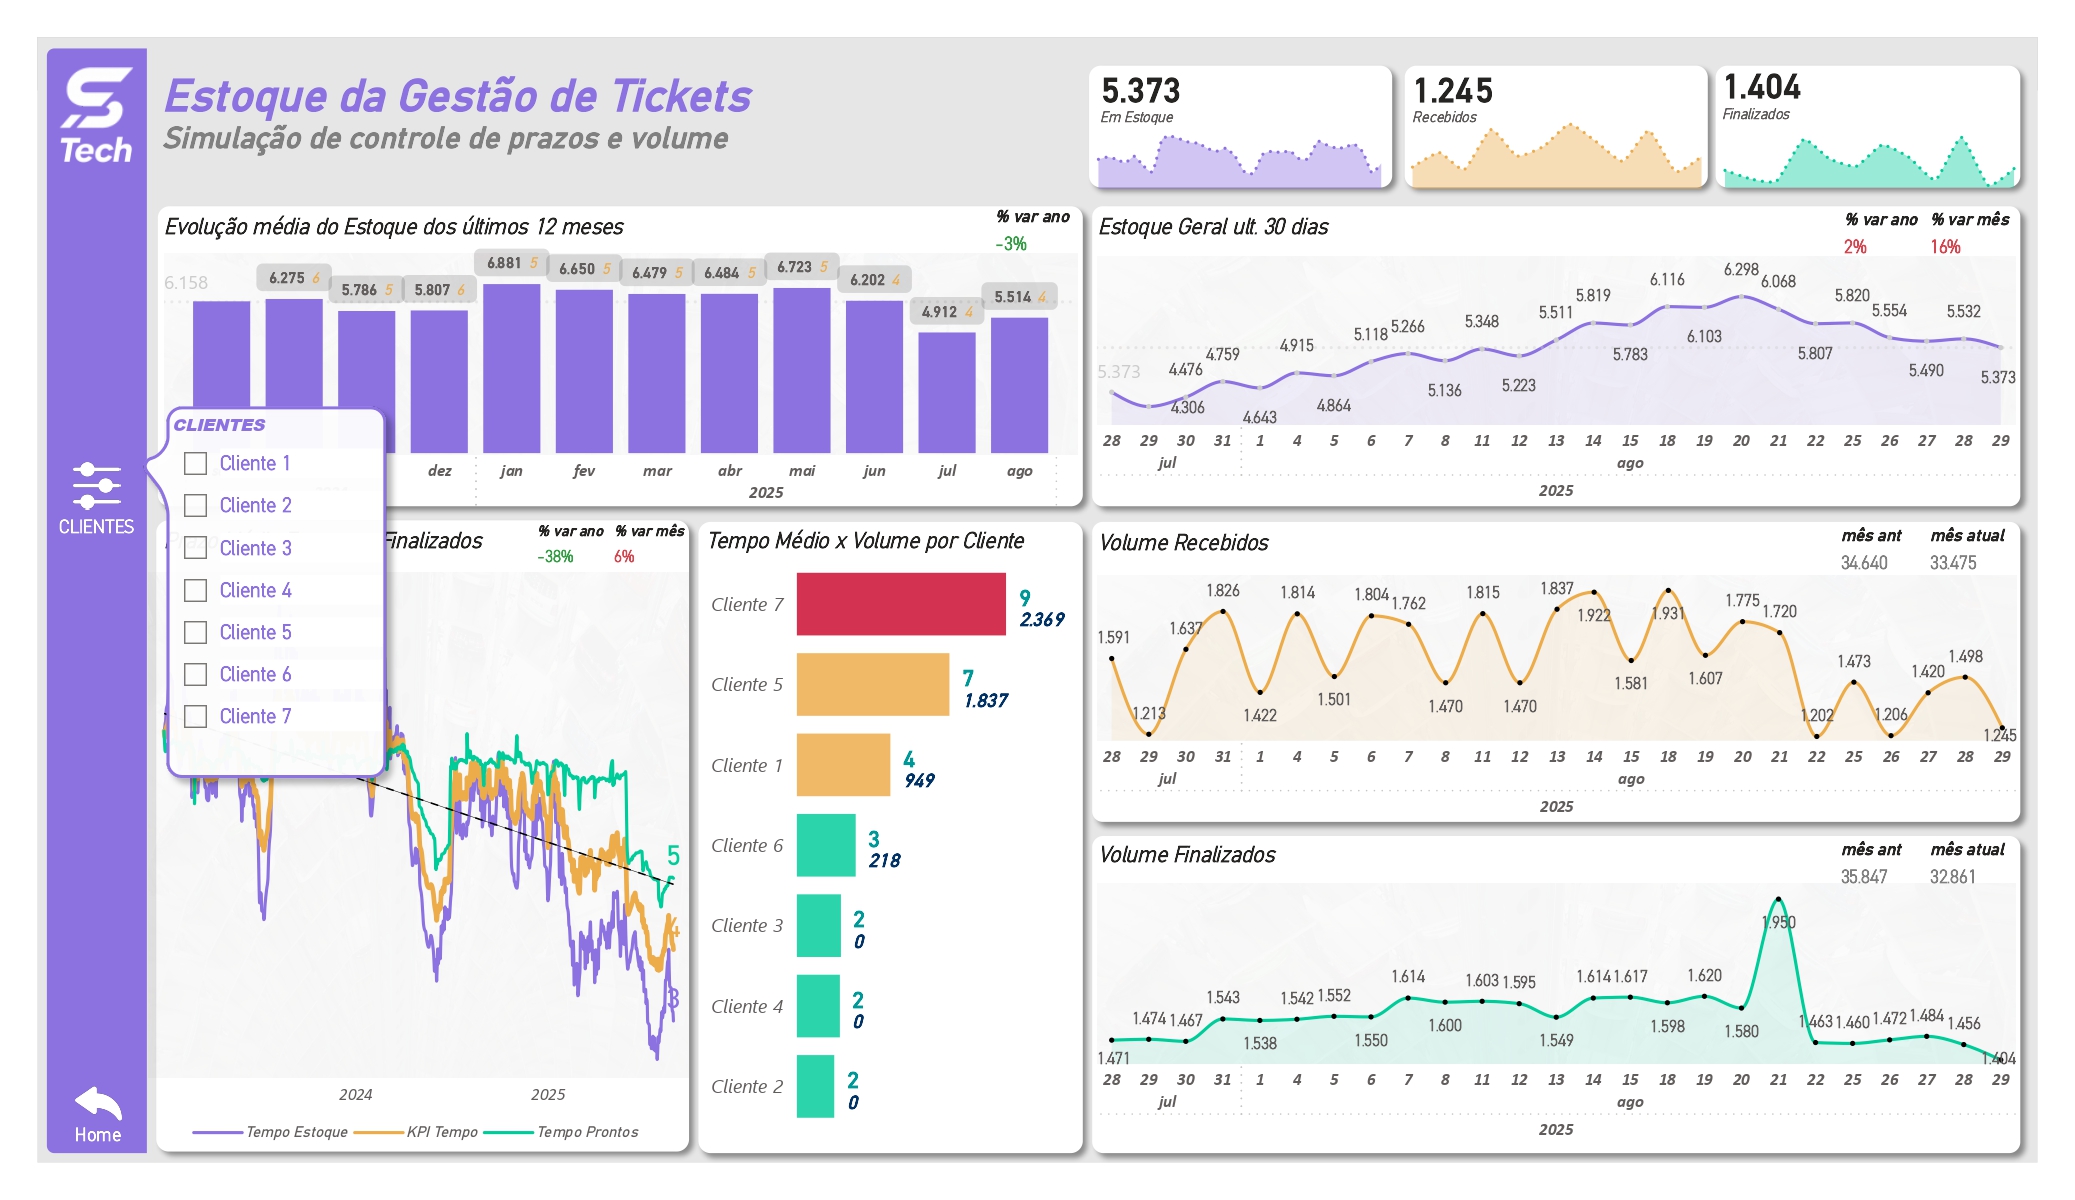 Tech
Estoque da Gestão de Tickets
Simulação de controle de prazos e volume
5.373
Em Estoque
1.245
Recebidos
1.404
Finalizados
Evolução média do Estoque dos últimos 12 meses
% var ano
-3%
6.158
6.275 6
5.786 5
5.807 6
6.881 5
6.650 5
6.479 5
6.484 5
6.723 5
6.202 4
4.912 4
5.514 4
dez jan fev mar abr mai jun jul ago
2025
CLIENTES
CLIENTES
Cliente 1
Cliente 2
Cliente 3
Cliente 4
Cliente 5
Cliente 6
Cliente 7
Home
Estoque Geral ult. 30 dias
% var ano % var mês
2% 16%
5.373
4.306
4.476
4.759
4.643
4.915
4.864
5.118
5.266
5.136
5.348
5.223
5.511
5.819
5.783
6.116
6.103
6.298
6.068
5.807
5.820
5.554
5.490
5.532
5.373
28 29 30 31 1 4 5 6 7 8 11 12 13 14 15 18 19 20 21 22 25 26 27 28 29
jul ago
2025
Finalizados
% var ano % var mês
-38% 6%
5
4
3
2024 2025
Tempo Estoque KPI Tempo Tempo Prontos
Tempo Médio x Volume por Cliente
Cliente 7
9
2.369
Cliente 5
7
1.837
Cliente 1
4
949
Cliente 6
3
218
Cliente 3
2
0
Cliente 4
2
0
Cliente 2
2
0
Volume Recebidos
mês ant mês atual
34.640 33.475
1.591
1.213
1.637
1.826
1.422
1.814
1.501
1.804
1.762
1.470
1.815
1.470
1.837
1.922
1.581
1.931
1.607
1.775
1.720
1.202
1.473
1.206
1.420
1.498
1.245
28 29 30 31 1 4 5 6 7 8 11 12 13 14 15 18 19 20 21 22 25 26 27 28 29
jul ago
2025
Volume Finalizados
mês ant mês atual
35.847 32.861
1.471
1.474
1.467
1.543
1.538
1.542
1.552
1.550
1.614
1.600
1.603
1.595
1.549
1.614
1.617
1.598
1.620
1.580
1.950
1.463
1.460
1.472
1.484
1.456
1.404
28 29 30 31 1 4 5 6 7 8 11 12 13 14 15 18 19 20 21 22 25 26 27 28 29
jul ago
2025